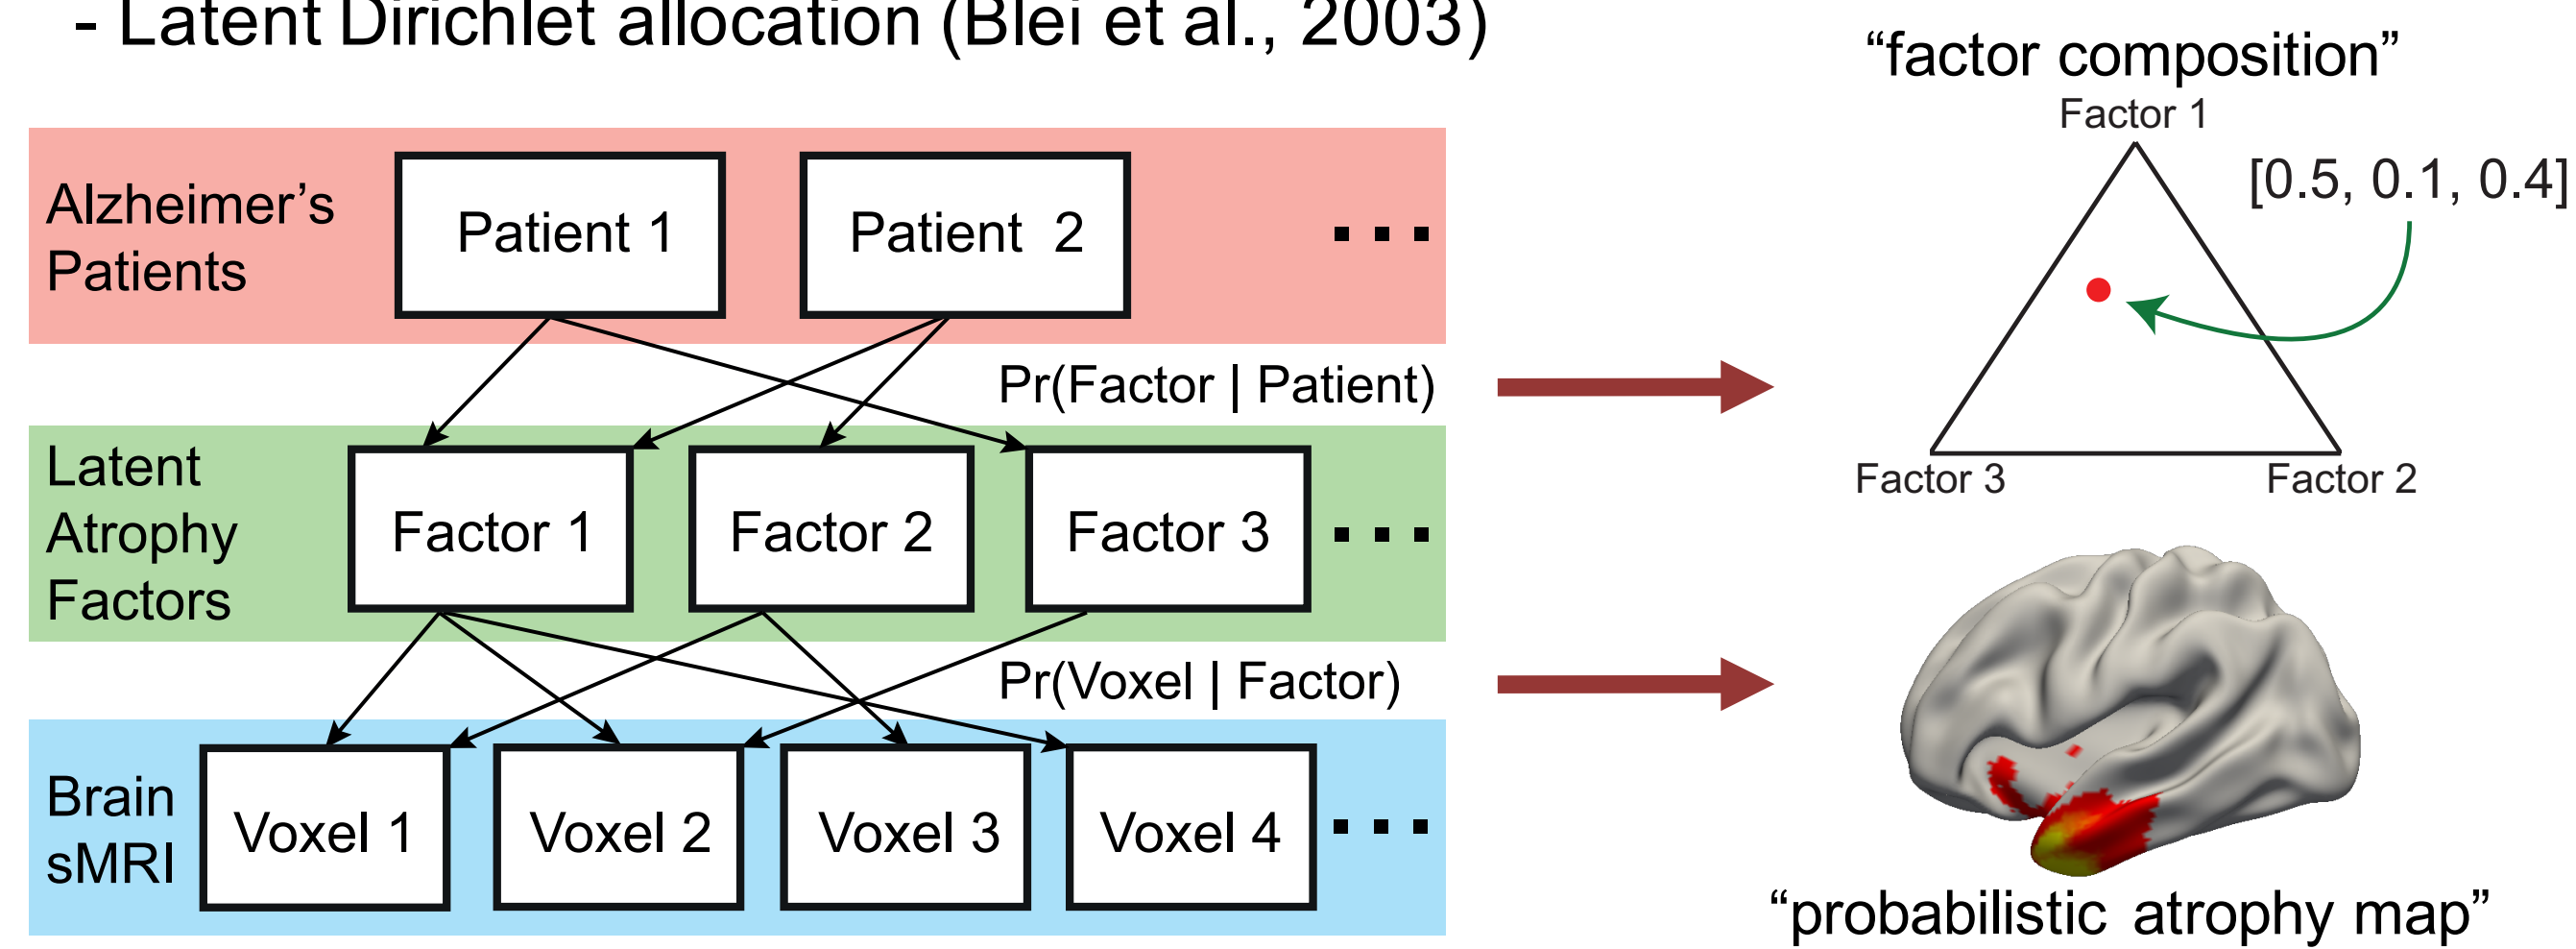 - Latent Dirichlet allocation (Blei et al., 2003)
“factor composition”
Factor 1
[0.5, 0.1, 0.4]
Factor 3
Factor 2
Alzheimer’s
Patients
Patient 1
Patient 2
...
Pr(Factor | Patient)
Latent
Atrophy
Factors
Factor 1
Factor 2
Factor 3
...
Pr(Voxel | Factor)
Brain
sMRI
Voxel 1
Voxel 2
Voxel 3
Voxel 4
...
“probabilistic atrophy map”